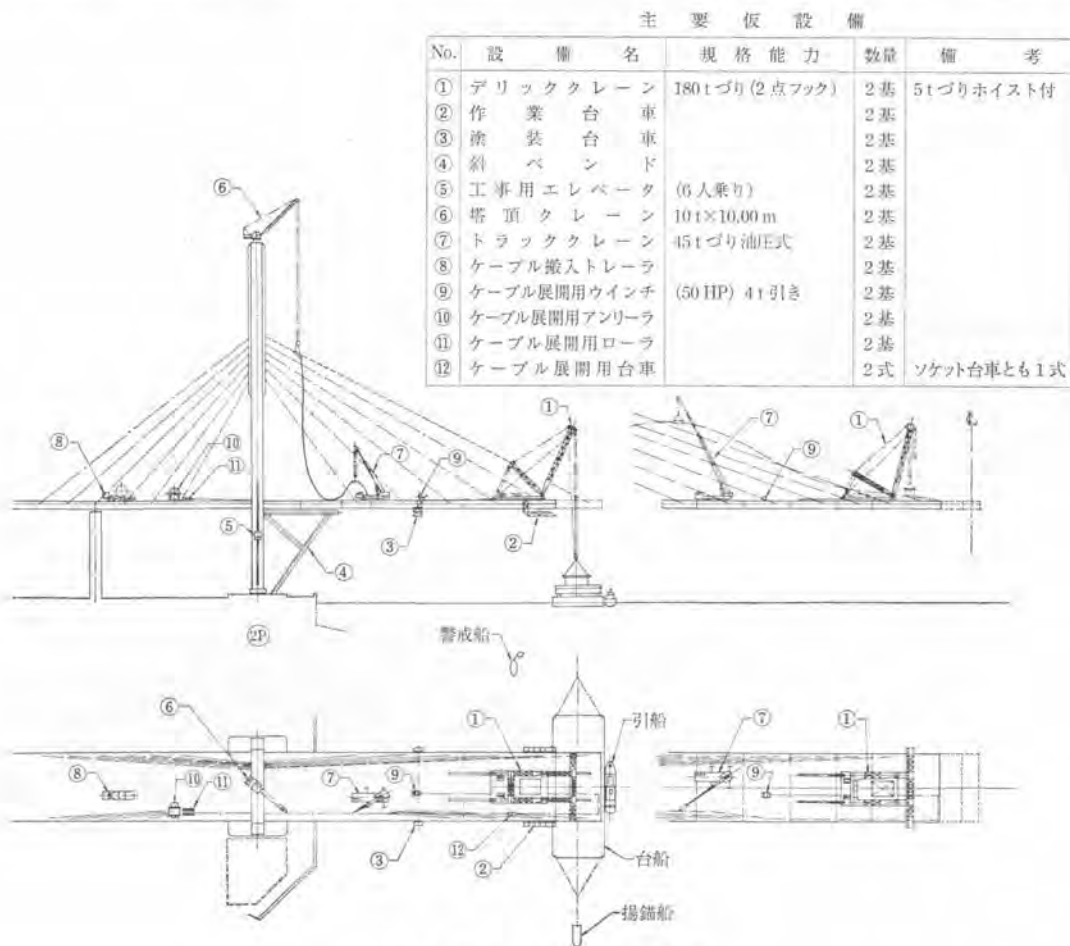 主要仮設備
No. 設備名 規格能力 数量 備考
① デリッククレーン 180tづり(2点フック) 2基 5tづりホイスト付
② 作業台車 2基
③ 塗装台車 2基
④ 斜ベンド 2基
⑤ 工事用エレベータ (6人乗り) 2基
⑥ 塔頂クレーン 10t×10.00m 2基
⑦ トラッククレーン 45tづり油圧式 2基
⑧ ケーブル搬入トレーラ 2基
⑨ ケーブル展開用ウインチ (50HP) 4t引き 2基
⑩ ケーブル展開用アンリーラ 2基
⑪ ケーブル展開用ローラ 2基
⑫ ケーブル展開用台車 2式 ソケット台車とも1式
⑥
① ⑦ ①
⑧ ⑩ ⑪ ⑦ ⑨ ⑨
⑤ ③ ②
④
2P
警戒船
⑥ ① 引船 ⑦ ①
⑧ ⑩ ⑪ ⑦ ⑨ ⑨
③ ⑫ ② 台船
揚錨船